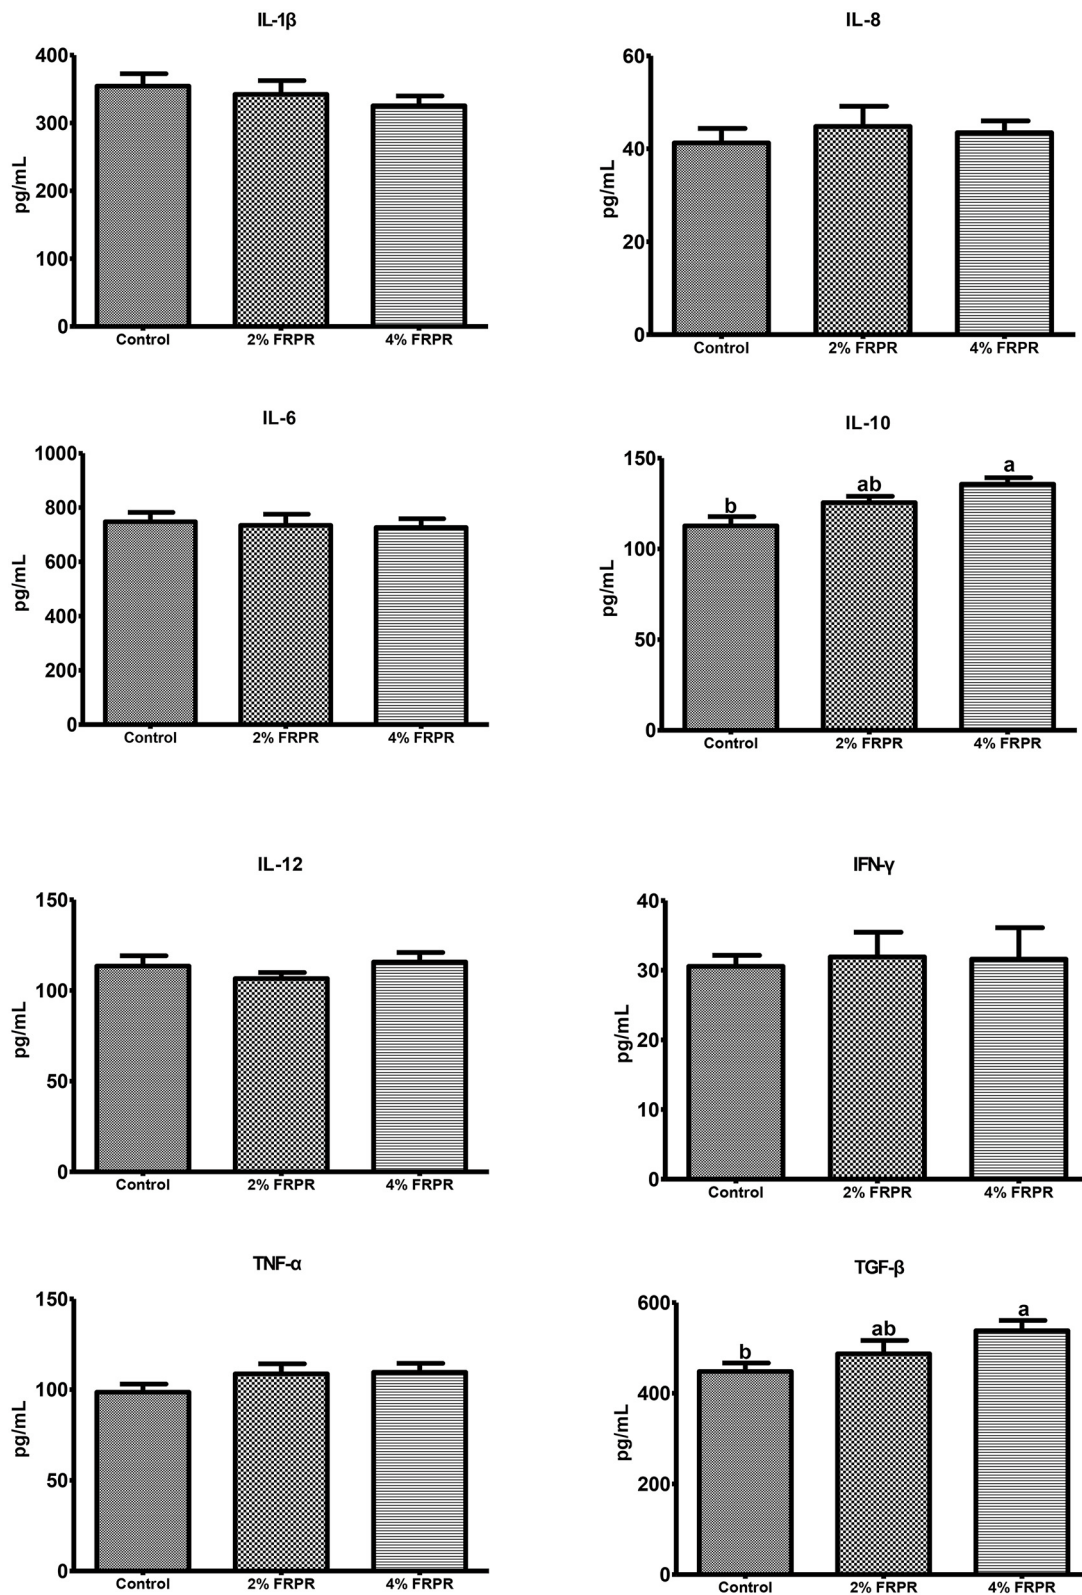 IL-1β
400
300
200
100
0
pg/mL
Control 2% FRPR 4% FRPR
IL-8
60
40
20
0
pg/mL
Control 2% FRPR 4% FRPR
IL-6
1000
800
600
400
200
0
pg/mL
Control 2% FRPR 4% FRPR
IL-10
150
100
50
0
pg/mL
b ab a
Control 2% FRPR 4% FRPR
IL-12
150
100
50
0
pg/mL
Control 2% FRPR 4% FRPR
IFN-γ
40
30
20
10
0
pg/mL
Control 2% FRPR 4% FRPR
TNF-α
150
100
50
0
pg/mL
Control 2% FRPR 4% FRPR
TGF-β
600
400
200
0
pg/mL
b ab a
Control 2% FRPR 4% FRPR